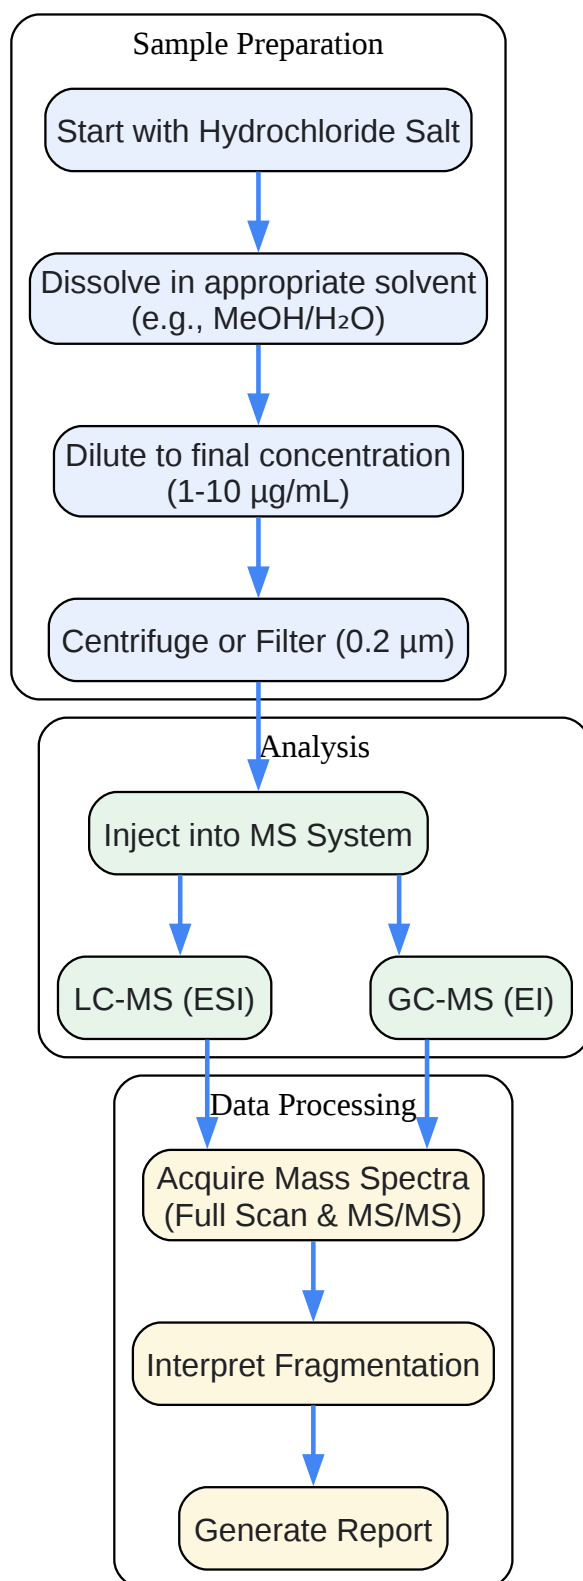 Sample Preparation
Start with Hydrochloride Salt
Dissolve in appropriate solvent
(e.g., MeOH/H₂O)
Dilute to final concentration
(1-10 µg/mL)
Centrifuge or Filter (0.2 µm)
Analysis
Inject into MS System
LC-MS (ESI)
GC-MS (EI)
Data Processing
Acquire Mass Spectra
(Full Scan & MS/MS)
Interpret Fragmentation
Generate Report